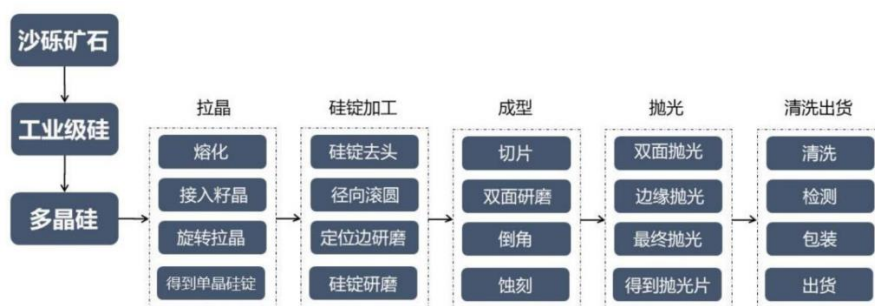 沙砾矿石
工业级硅
多晶硅
拉晶
熔化
接入籽晶
旋转拉晶
得到单晶硅锭
硅锭加工
硅锭去头
径向滚圆
定位边研磨
硅锭研磨
成型
切片
双面研磨
倒角
蚀刻
抛光
双面抛光
边缘抛光
最终抛光
得到抛光片
清洗出货
清洗
检测
包装
出货